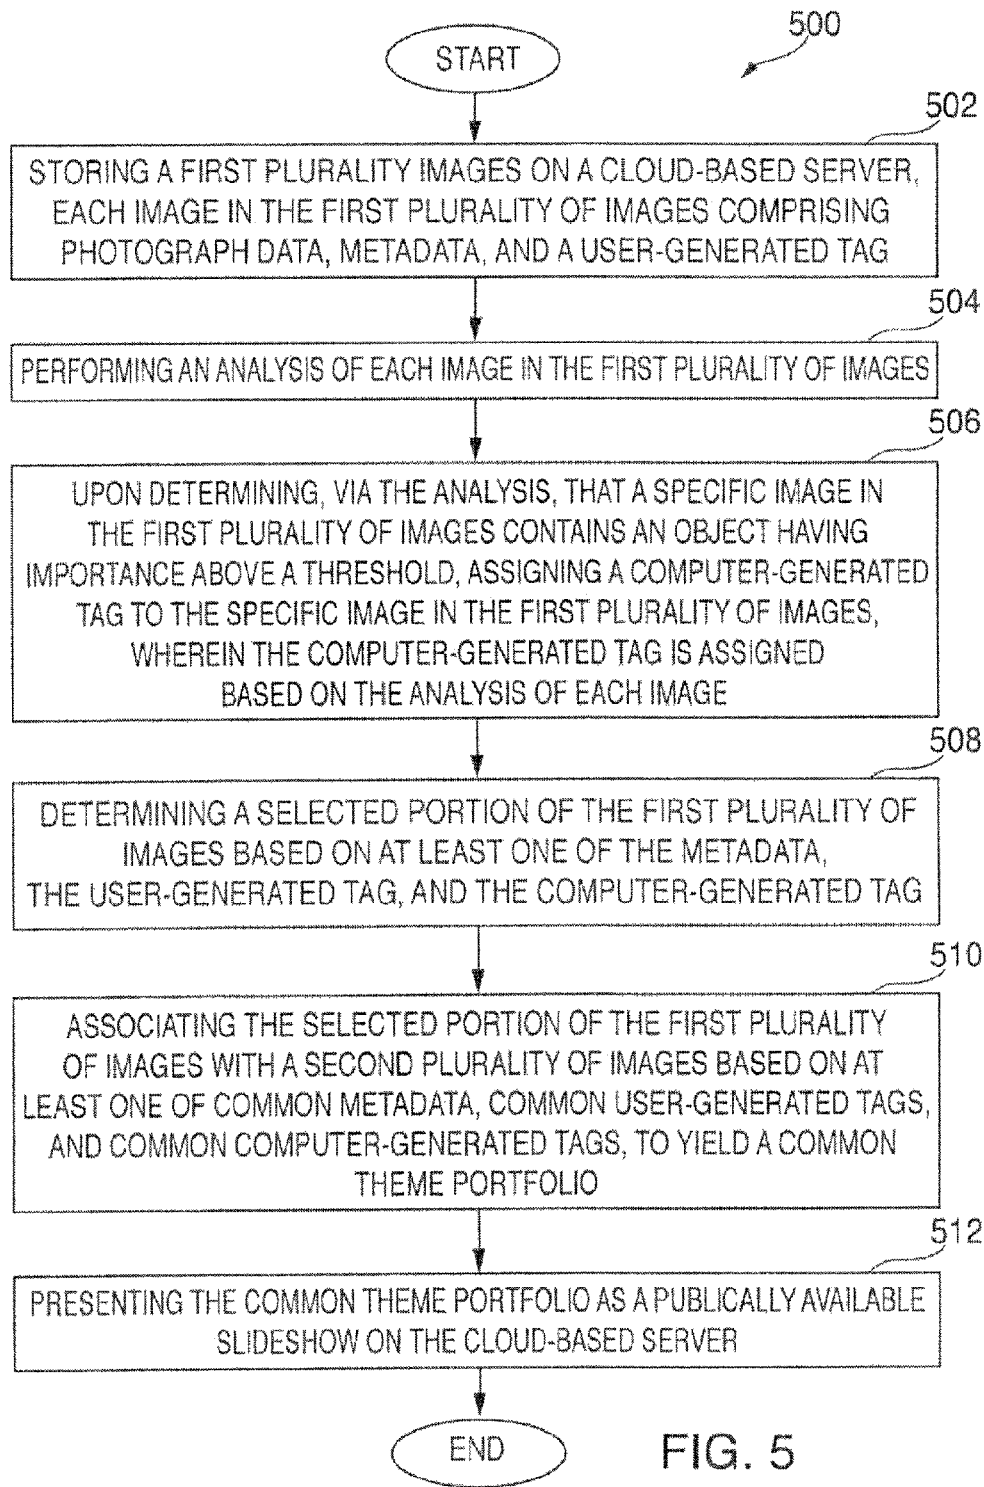 500
START
502
STORING A FIRST PLURALITY IMAGES ON A CLOUD-BASED SERVER,
EACH IMAGE IN THE FIRST PLURALITY OF IMAGES COMPRISING
PHOTOGRAPH DATA, METADATA, AND A USER-GENERATED TAG
504
PERFORMING AN ANALYSIS OF EACH IMAGE IN THE FIRST PLURALITY OF IMAGES
506
UPON DETERMINING, VIA THE ANALYSIS, THAT A SPECIFIC IMAGE IN
THE FIRST PLURALITY OF IMAGES CONTAINS AN OBJECT HAVING
IMPORTANCE ABOVE A THRESHOLD, ASSIGNING A COMPUTER-GENERATED
TAG TO THE SPECIFIC IMAGE IN THE FIRST PLURALITY OF IMAGES,
WHEREIN THE COMPUTER-GENERATED TAG IS ASSIGNED
BASED ON THE ANALYSIS OF EACH IMAGE
508
DETERMINING A SELECTED PORTION OF THE FIRST PLURALITY OF
IMAGES BASED ON AT LEAST ONE OF THE METADATA,
THE USER-GENERATED TAG, AND THE COMPUTER-GENERATED TAG
510
ASSOCIATING THE SELECTED PORTION OF THE FIRST PLURALITY
OF IMAGES WITH A SECOND PLURALITY OF IMAGES BASED ON AT
LEAST ONE OF COMMON METADATA, COMMON USER-GENERATED TAGS,
AND COMMON COMPUTER-GENERATED TAGS, TO YIELD A COMMON
THEME PORTFOLIO
512
PRESENTING THE COMMON THEME PORTFOLIO AS A PUBLICALLY AVAILABLE
SLIDESHOW ON THE CLOUD-BASED SERVER
END
FIG. 5